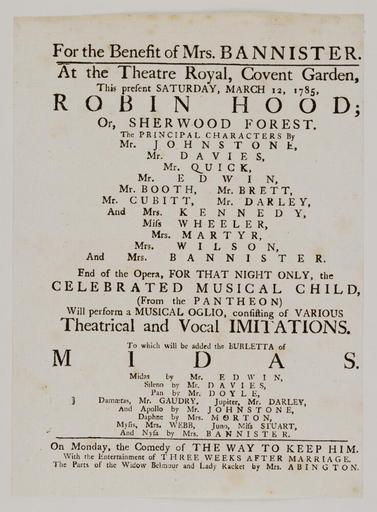 For the Benefit of Mrs. BANNISTER.
At the Theatre Royal, Covent Garden,
This preſent SATURDAY, MARCH 12, 1785,
ROBIN HOOD;
Or, SHERWOOD FOREST.
The PRINCIPAL CHARACTERS By
Mr. JOHNSTONE,
Mr. DAVIES,
Mr. QUICK,
Mr. EDWIN,
Mr. BOOTH, Mr. BRETT,
Mr. CUBITT, Mr. DARLEY,
And Mrs. KENNEDY,
Miſs WHEELER,
Mrs. MARTYR,
Mrs. WILSON,
And Mrs. BANNISTER.
End of the Opera, FOR THAT NIGHT ONLY, the
CELEBRATED MUSICAL CHILD,
(From the PANTHEON)
Will perform a MUSICAL OGLIO, conſiſting of VARIOUS
Theatrical and Vocal IMITATIONS.
To which will be added the BURLETTA of
MIDAS.
Midas by Mr. EDWIN,
Sileno by Mr. DAVIES,
Pan by Mr. DOYLE,
Damætas, Mr. GAUDRY, Jupiter, Mr. DARLEY,
And Apollo by Mr. JOHNSTONE,
Daphne by Mrs. MORTON,
Myſis, Mrs. WEBB, Juno, Miſs STUART,
And Nyſa by Mrs. BANNISTER.
On Monday, the Comedy of THE WAY TO KEEP HIM.
With the Entertainment of THREE WEEKS AFTER MARRIAGE.
The Parts of the Widow Belmour and Lady Racket by Mrs. ABINGTON.